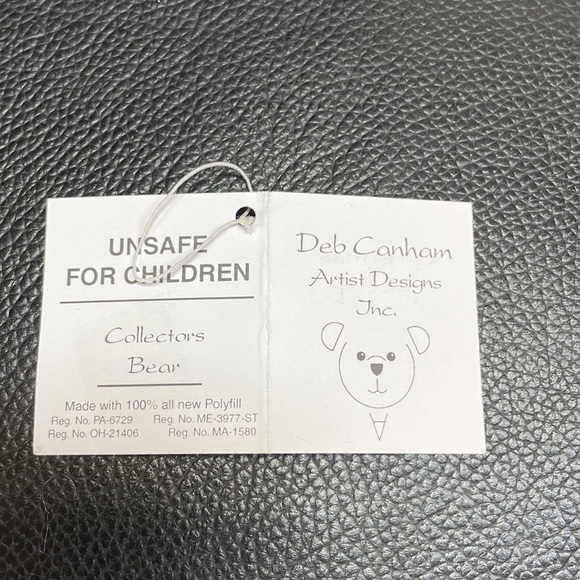 UNSAFE
FOR CHILDREN
Collectors
Bear
Made with 100% all new Polyfill
Reg. No. PA-6729 Reg. No. ME-3977-ST
Reg. No. OH-21406 Reg. No. MA-1580
Deb Canham
Artist Designs
Inc.